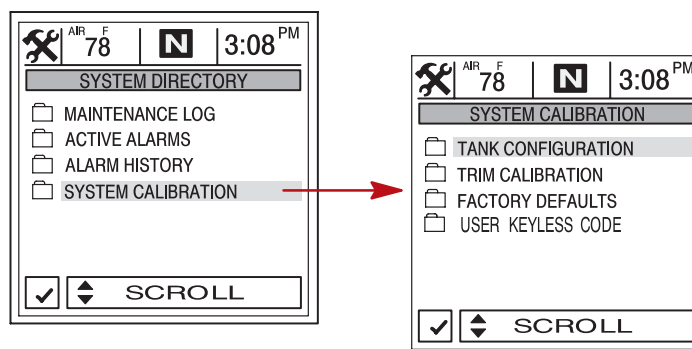 AIR F
78 N 3:08 PM
SYSTEM DIRECTORY
MAINTENANCE LOG
ACTIVE ALARMS
ALARM HISTORY
SYSTEM CALIBRATION
SCROLL
AIR F
78 N 3:08 PM
SYSTEM CALIBRATION
TANK CONFIGURATION
TRIM CALIBRATION
FACTORY DEFAULTS
USER KEYLESS CODE
SCROLL